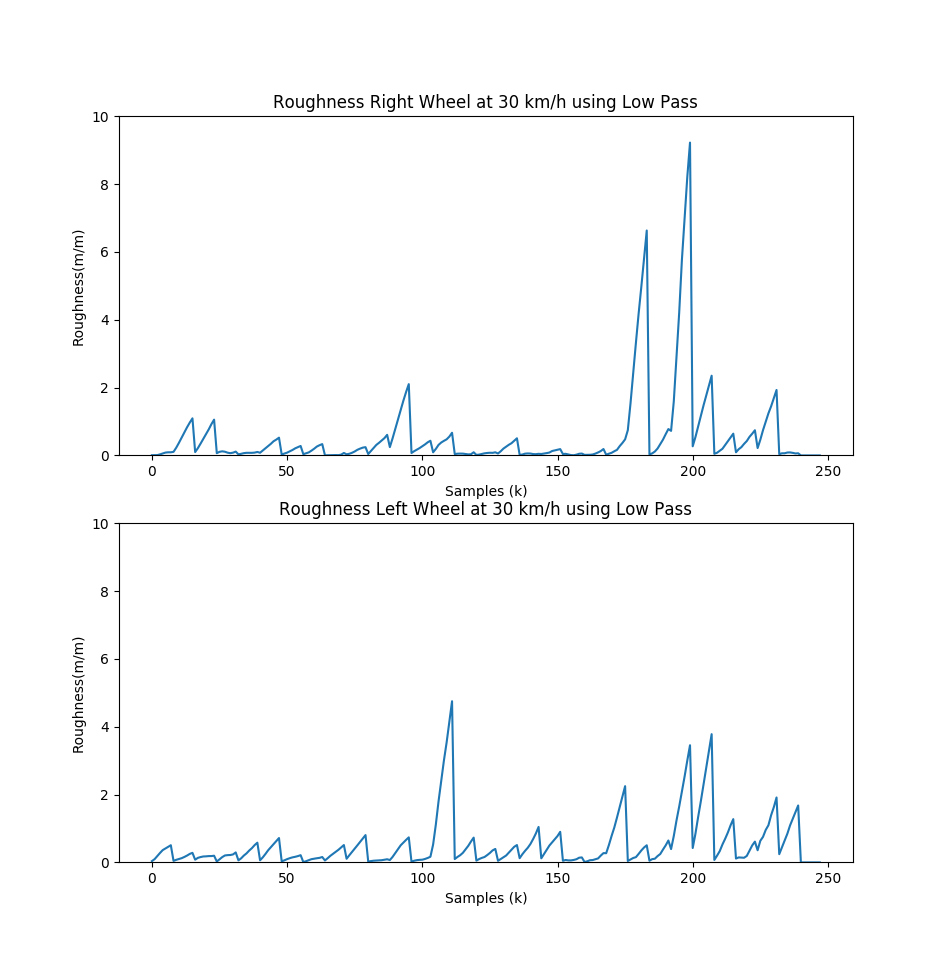 Roughness Right Wheel at 30 km/h using Low Pass
10
8
6
4
2
0
Roughness(m/m)
0 50 100 150 200 250
Samples (k)
Roughness Left Wheel at 30 km/h using Low Pass
10
8
6
4
2
0
Roughness(m/m)
0 50 100 150 200 250
Samples (k)